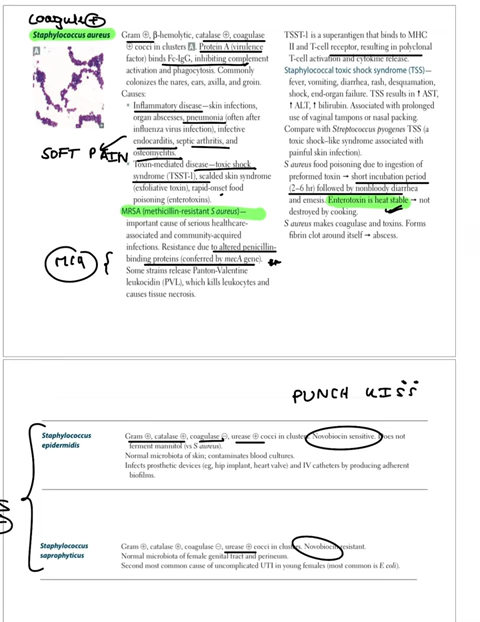 coagulase +
Staphylococcus aureus
A
Gram ⊕, β-hemolytic, catalase ⊕, coagulase
⊕ cocci in clusters A. Protein A (virulence
factor) binds Fc-IgG, inhibiting complement
activation and phagocytosis. Commonly
colonizes the nares, ears, axilla, and groin.
Causes:
• Inflammatory disease—skin infections,
organ abscesses, pneumonia (often after
influenza virus infection), infective
endocarditis, septic arthritis, and
osteomyelitis.
SOFT PAIN
• Toxin-mediated disease—toxic shock
syndrome (TSST-1), scalded skin syndrome
(exfoliative toxin), rapid-onset food
poisoning (enterotoxins).
MRSA (methicillin-resistant S aureus)—
important cause of serious healthcare-
associated and community-acquired
infections. Resistance due to altered penicillin-
binding proteins (conferred by mecA gene).
Some strains release Panton-Valentine
leukocidin (PVL), which kills leukocytes and
causes tissue necrosis.
MCQ
TSST-1 is a superantigen that binds to MHC
II and T-cell receptor, resulting in polyclonal
T-cell activation and cytokine release.
Staphylococcal toxic shock syndrome (TSS)—
fever, vomiting, diarrhea, rash, desquamation,
shock, end-organ failure. TSS results in ↑ AST,
↑ ALT, ↑ bilirubin. Associated with prolonged
use of vaginal tampons or nasal packing.
Compare with Streptococcus pyogenes TSS (a
toxic shock–like syndrome associated with
painful skin infection).
S aureus food poisoning due to ingestion of
preformed toxin → short incubation period
(2–6 hr) followed by nonbloody diarrhea
and emesis. Enterotoxin is heat stable → not
destroyed by cooking.
S aureus makes coagulase and toxins. Forms
fibrin clot around itself → abscess.
PUNCH KISS
Staphylococcus
epidermidis
Gram ⊕, catalase ⊕, coagulase ⊖, urease ⊕ cocci in clusters. Novobiocin sensitive. Does not
ferment mannitol (vs S aureus).
Normal microbiota of skin; contaminates blood cultures.
Infects prosthetic devices (eg, hip implant, heart valve) and IV catheters by producing adherent
biofilms.
Staphylococcus
saprophyticus
Gram ⊕, catalase ⊕, coagulase ⊖, urease ⊕ cocci in clusters. Novobiocin resistant.
Normal microbiota of female genital tract and perineum.
Second most common cause of uncomplicated UTI in young females (most common is E coli).